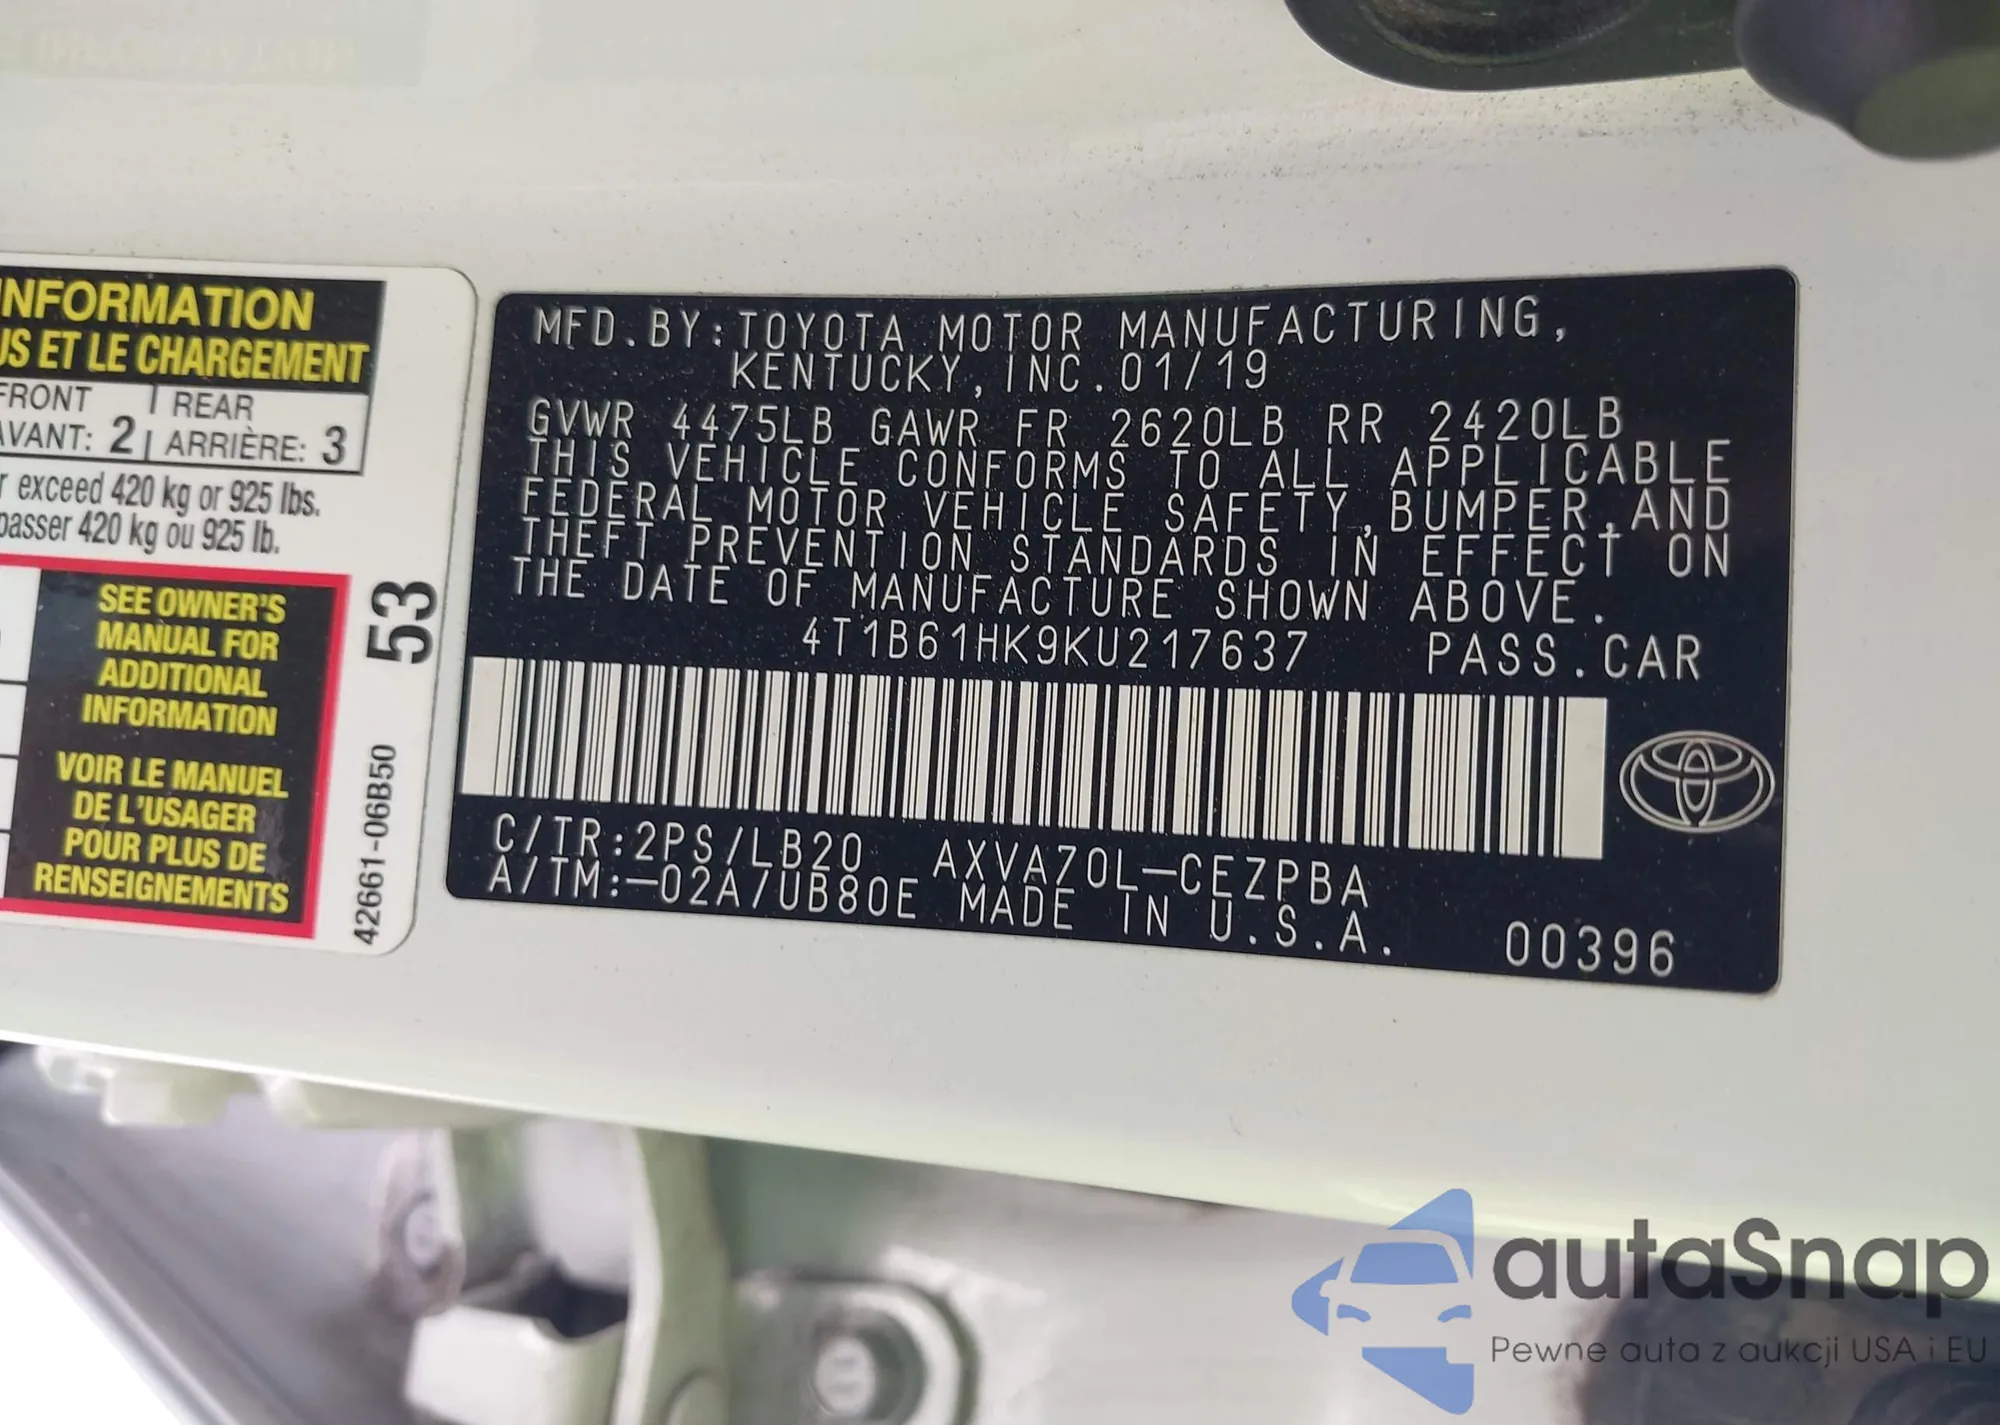 INFORMATION
US ET LE CHARGEMENT
FRONT REAR
AVANT: 2 ARRIÈRE: 3
exceed 420 kg or 925 lbs.
passer 420 kg ou 925 lb.
SEE OWNER'S
MANUAL FOR
ADDITIONAL
INFORMATION
VOIR LE MANUEL
DE L'USAGER
POUR PLUS DE
RENSEIGNEMENTS
53
42661-06B50
MFD.BY:TOYOTA MOTOR MANUFACTURING,
KENTUCKY, INC. 01/19
GVWR 4475LB GAWR FR 2620LB RR 2420LB
THIS VEHICLE CONFORMS TO ALL APPLICABLE
FEDERAL MOTOR VEHICLE SAFETY,BUMPER,AND
THEFT PREVENTION STANDARDS IN EFFECT ON
THE DATE OF MANUFACTURE SHOWN ABOVE.
4T1B61HK9KU217637 PASS.CAR
C/TR:2PS/LB20 AXVA70L-CEZPBA
A/TM:-02A/UB80E MADE IN U.S.A. 00396
autaSnap
Pewne auta z aukcji USA i EU